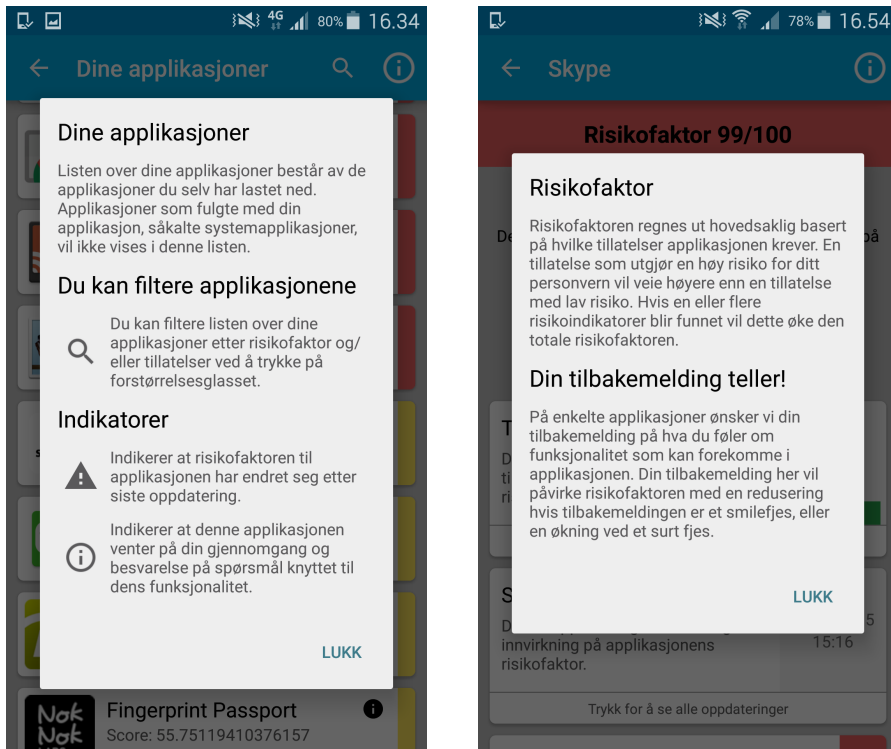 80% 16.34
4G
Dine applikasjoner
Dine applikasjoner
Listen over dine applikasjoner består av de
applikasjoner du selv har lastet ned.
Applikasjoner som fulgte med din
applikasjon, såkalte systemapplikasjoner,
vil ikke vises i denne listen.
Du kan filtere applikasjonene
Du kan filtere listen over dine
applikasjoner etter risikofaktor og/
eller tillatelser ved å trykke på
forstørrelsesglasset.
Indikatorer
Indikerer at risikofaktoren til
applikasjonen har endret seg etter
siste oppdatering.
Indikerer at denne applikasjonen
venter på din gjennomgang og
besvarelse på spørsmål knyttet til
dens funksjonalitet.
LUKK
Nok
Nok
Fingerprint Passport
Score: 55.75119410376157
78% 16.54
Skype
Risikofaktor 99/100
Risikofaktor
Risikofaktoren regnes ut hovedsaklig basert
på hvilke tillatelser applikasjonen krever. En
tillatelse som utgjør en høy risiko for ditt
personvern vil veie høyere enn en tillatelse
med lav risiko. Hvis en eller flere
risikoindikatorer blir funnet vil dette øke den
totale risikofaktoren.
Din tilbakemelding teller!
På enkelte applikasjoner ønsker vi din
tilbakemelding på hva du føler om
funksjonalitet som kan forekomme i
applikasjonen. Din tilbakemelding her vil
påvirke risikofaktoren med en redusering
hvis tilbakemeldingen er et smilefjes, eller
en økning ved et surt fjes.
LUKK
15:16
innvirkning på applikasjonens
risikofaktor.
Trykk for å se alle oppdateringer